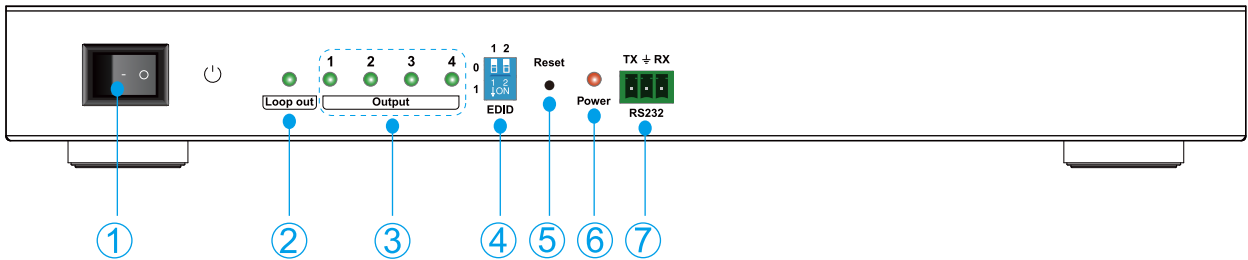 1 2
Reset
TX ⏚ RX
1 2 3 4
0
1
1 2
↓ON
- O
Loop out
Output
EDID
Power
RS232
① ② ③ ④ ⑤ ⑥ ⑦